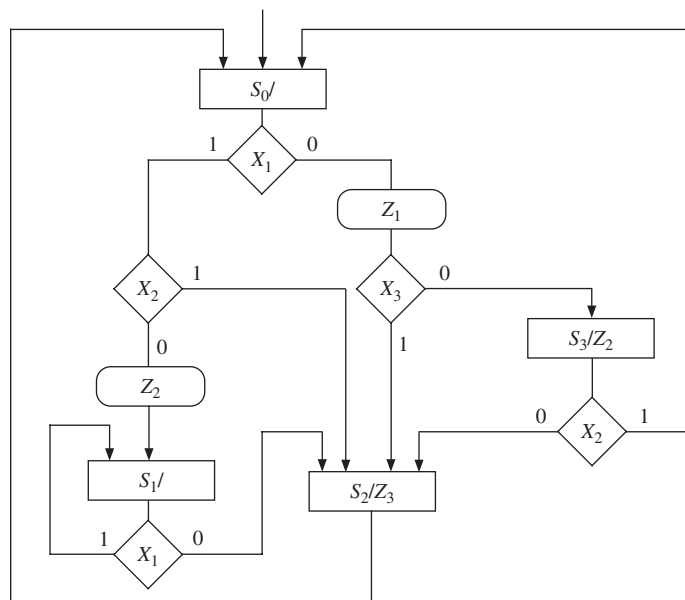 S₀/
1 X₁ 0
Z₁
X₂ 1 X₃ 0
S₃/Z₂
0 1
Z₂
0 X₂ 1
0
S₁/ S₂/Z₃
1 X₁ 0